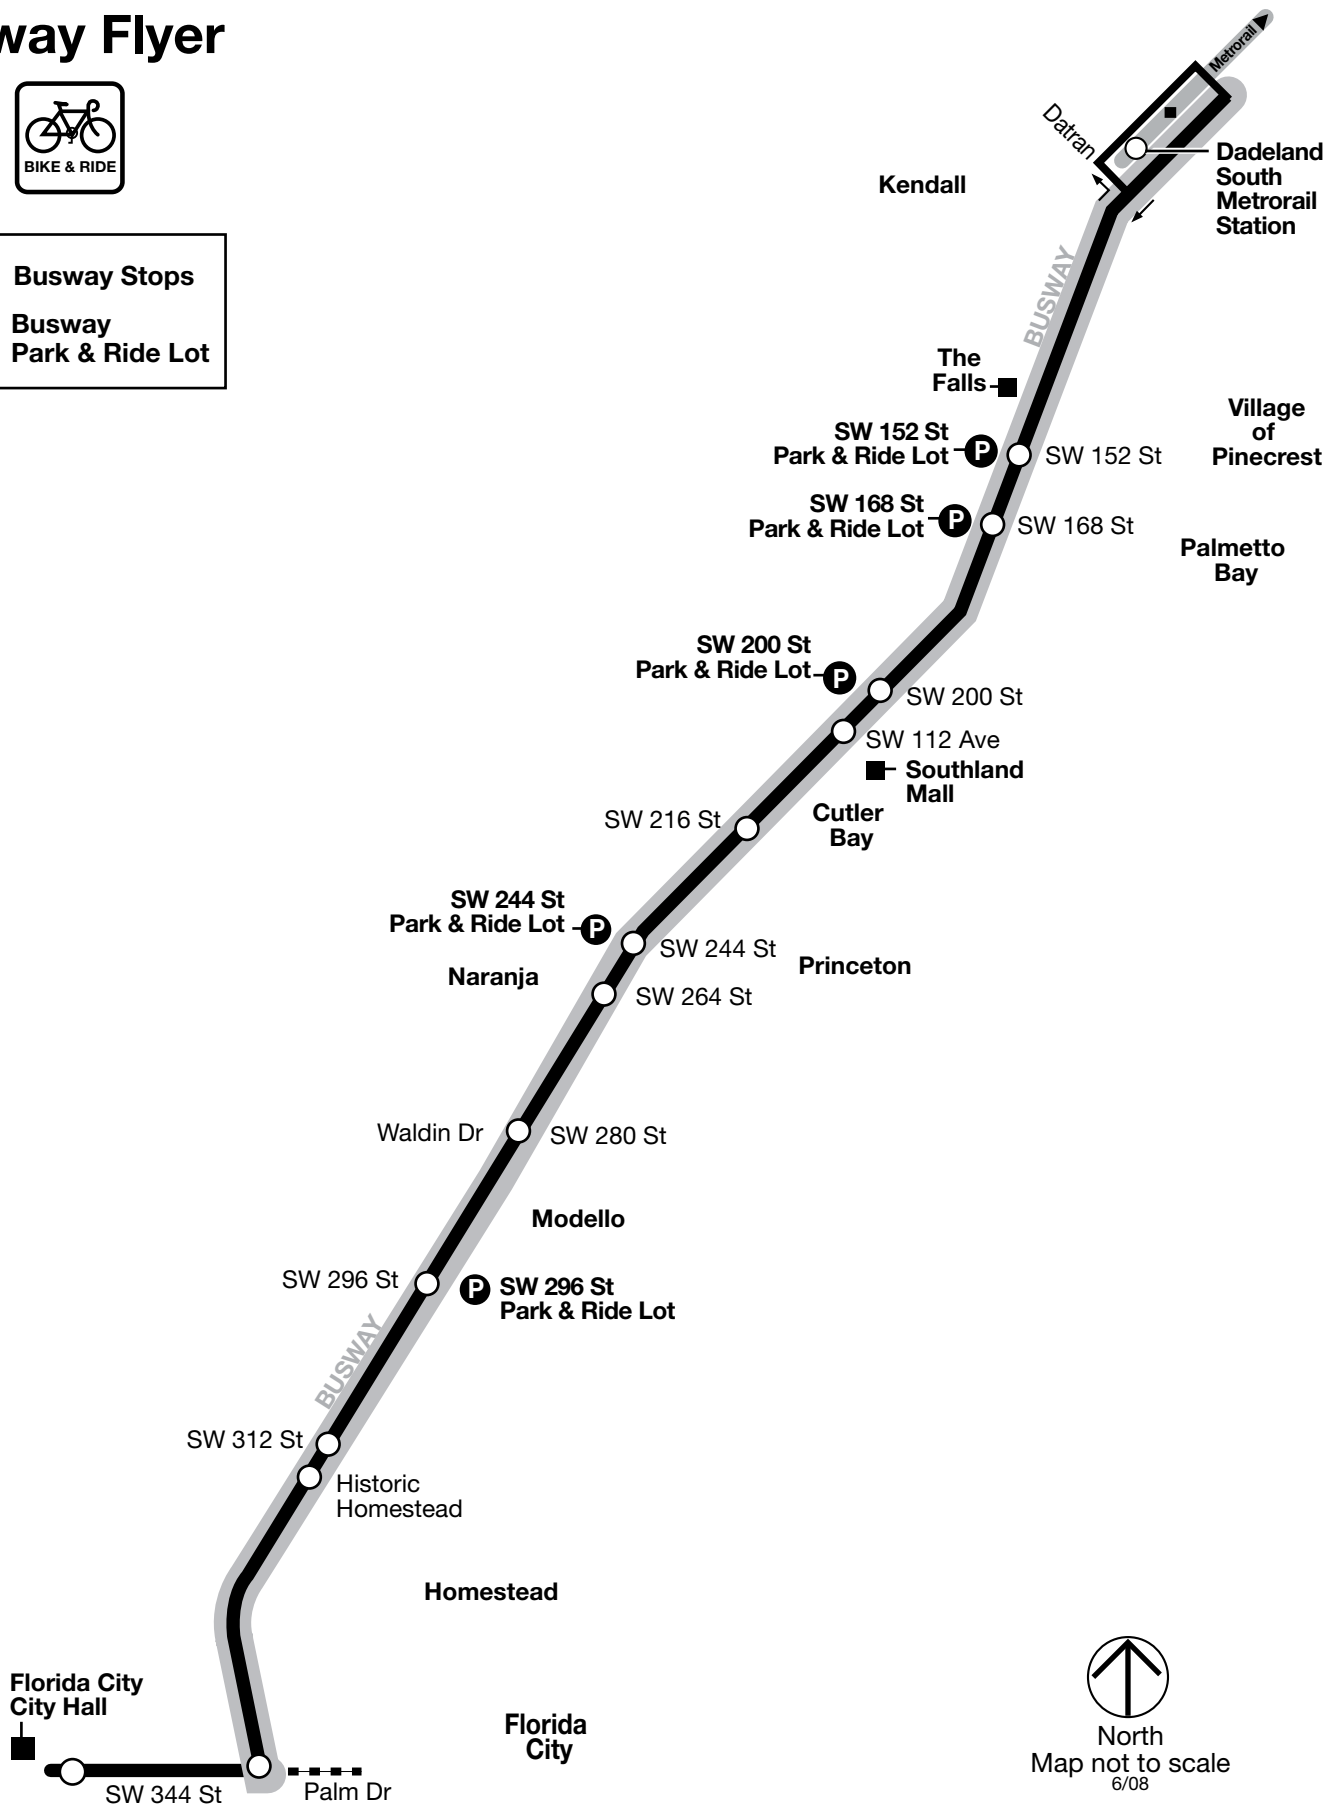 way Flyer
BIKE & RIDE
Busway Stops
Busway
Park & Ride Lot
Metrorail
Datran
Dadeland
South
Metrorail
Station
Kendall
BUSWAY
The
Falls
SW 152 St
Park & Ride Lot
P
SW 152 St
Village
of
Pinecrest
SW 168 St
Park & Ride Lot
P
SW 168 St
Palmetto
Bay
SW 200 St
Park & Ride Lot
P
SW 200 St
SW 112 Ave
Southland
Mall
Cutler
Bay
SW 216 St
SW 244 St
Park & Ride Lot
P
SW 244 St
Princeton
Naranja
SW 264 St
Waldin Dr
SW 280 St
Modello
SW 296 St
P
SW 296 St
Park & Ride Lot
BUSWAY
SW 312 St
Historic
Homestead
Homestead
Florida City
City Hall
Florida
City
SW 344 St
Palm Dr
North
Map not to scale
6/08